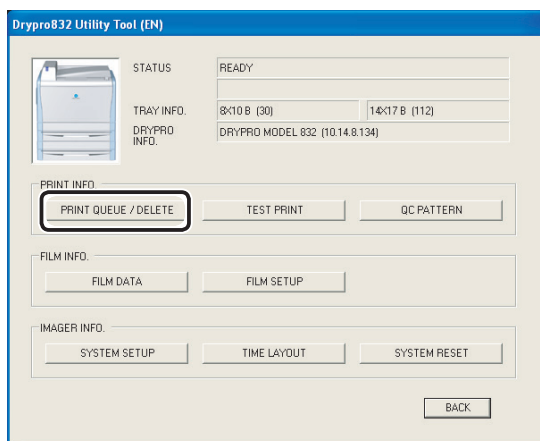 Drypro832 Utility Tool (EN)
STATUS READY
TRAY INFO. 8X10 B (30) 14X17 B (112)
DRYPRO INFO. DRYPRO MODEL 832 (10.14.8.134)
PRINT INFO.
PRINT QUEUE / DELETE TEST PRINT QC PATTERN
FILM INFO.
FILM DATA FILM SETUP
IMAGER INFO.
SYSTEM SETUP TIME LAYOUT SYSTEM RESET
BACK